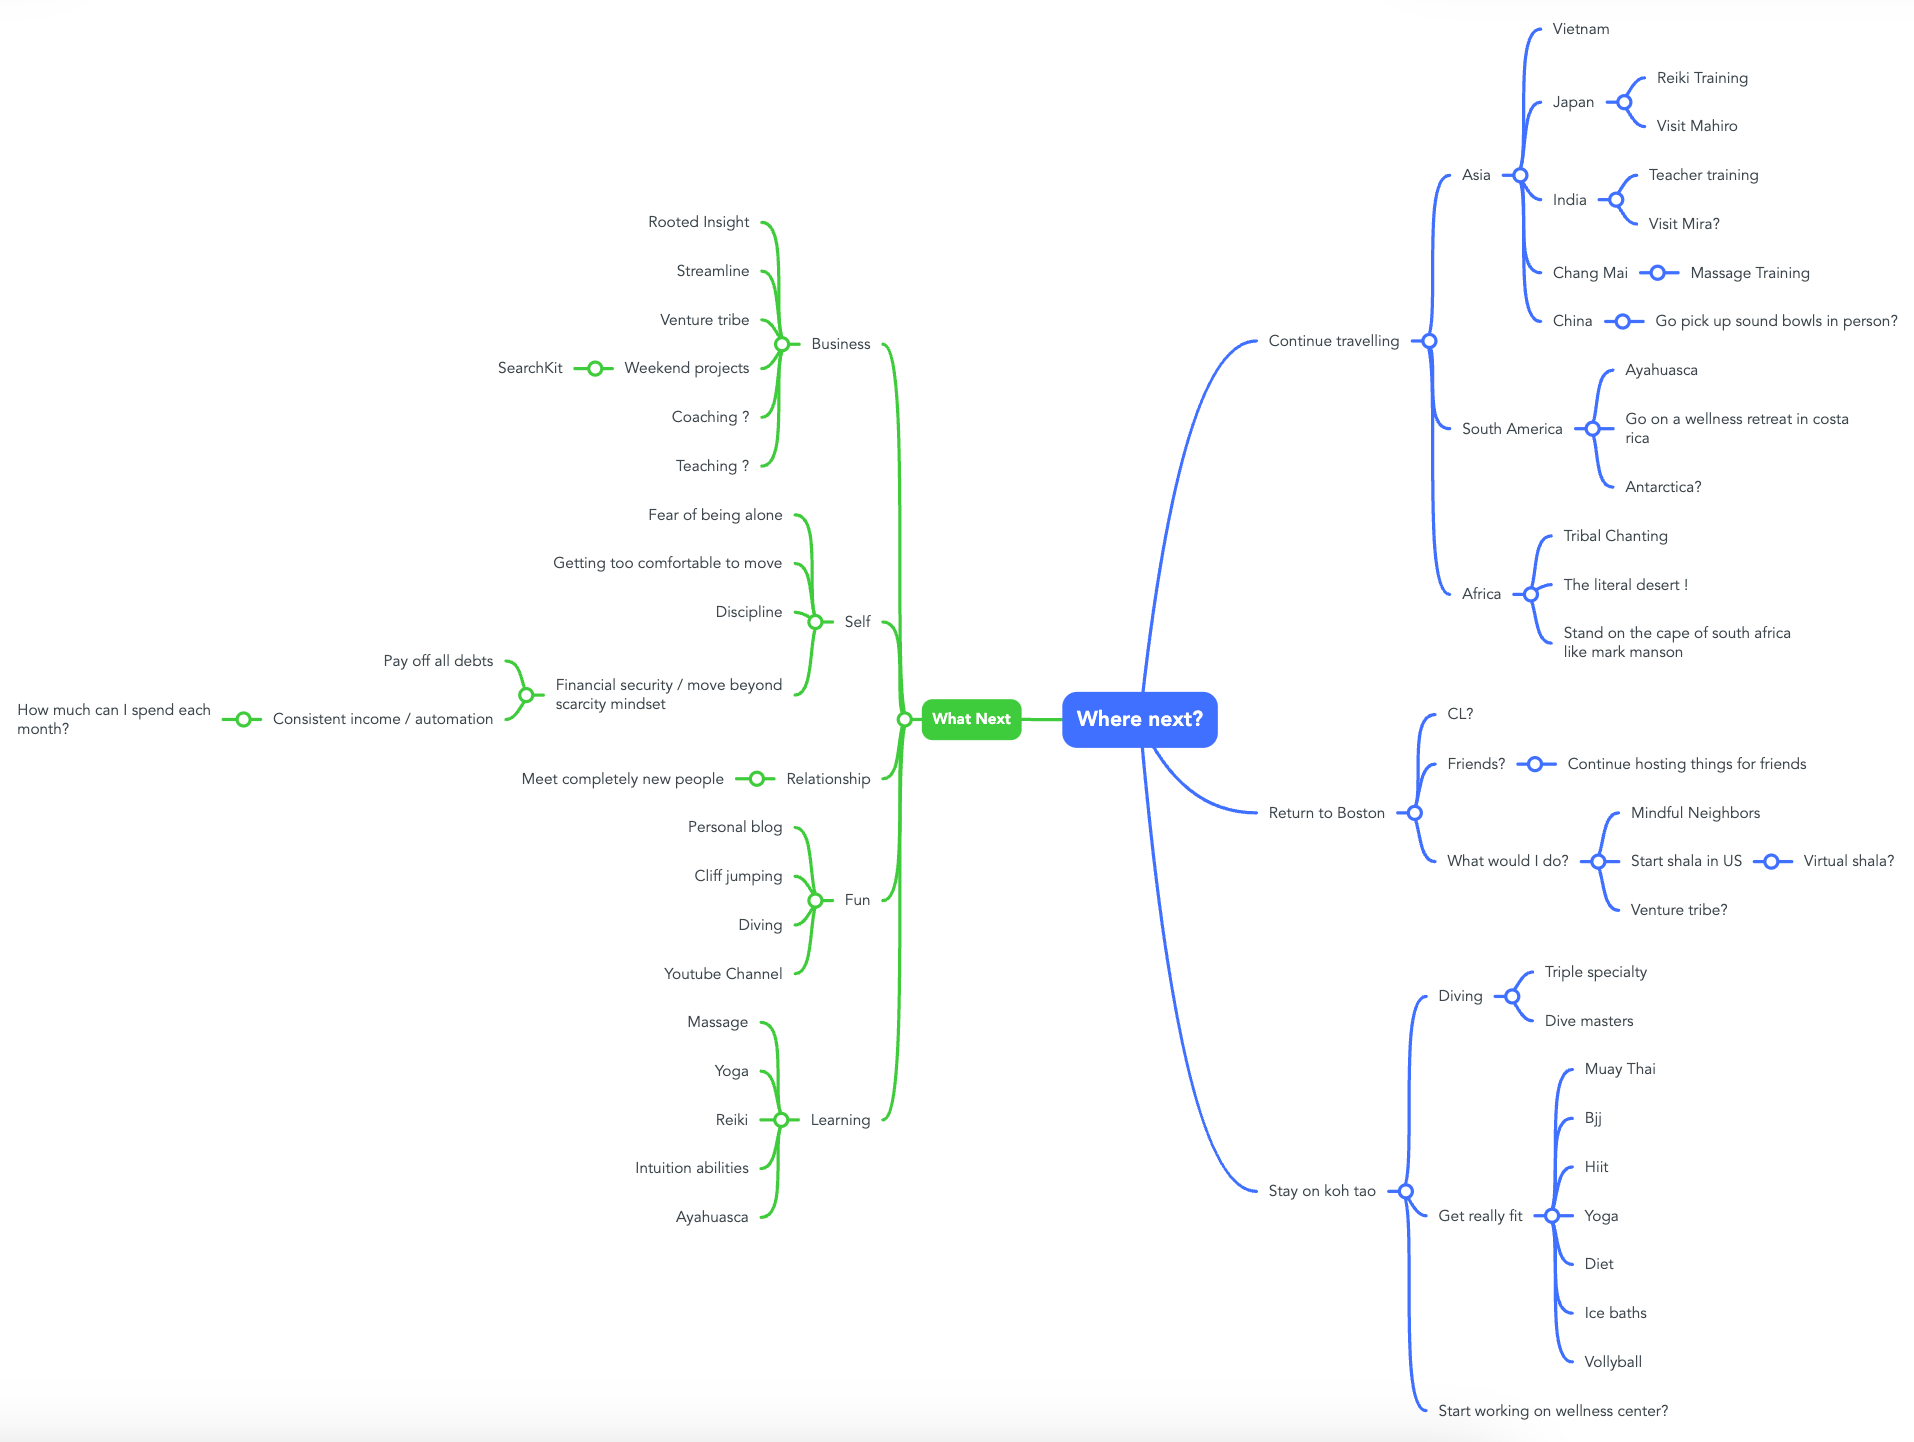 Where next?
Continue travelling
Asia
Vietnam
Japan
Reiki Training
Visit Mahiro
India
Teacher training
Visit Mira?
Chang Mai
Massage Training
China
Go pick up sound bowls in person?
South America
Ayahuasca
Go on a wellness retreat in costa
rica
Antarctica?
Africa
Tribal Chanting
The literal desert !
Stand on the cape of south africa
like mark manson
Return to Boston
CL?
Friends?
Continue hosting things for friends
What would I do?
Mindful Neighbors
Start shala in US
Virtual shala?
Venture tribe?
Stay on koh tao
Diving
Triple specialty
Dive masters
Get really fit
Muay Thai
Bjj
Hiit
Yoga
Diet
Ice baths
Vollyball
Start working on wellness center?
What Next
Business
Rooted Insight
Streamline
Venture tribe
Weekend projects
SearchKit
Coaching ?
Teaching ?
Self
Fear of being alone
Getting too comfortable to move
Discipline
Financial security / move beyond
scarcity mindset
Pay off all debts
Consistent income / automation
How much can I spend each
month?
Relationship
Meet completely new people
Fun
Personal blog
Cliff jumping
Diving
Youtube Channel
Learning
Massage
Yoga
Reiki
Intuition abilities
Ayahuasca